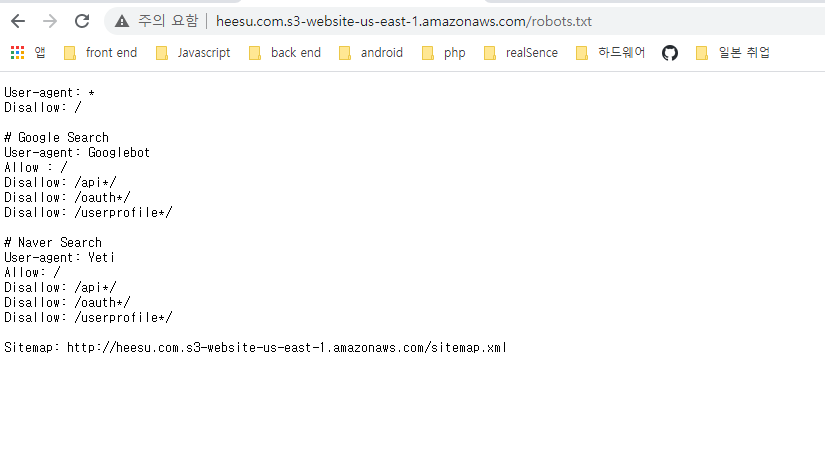 주의 요함 | heesu.com.s3-website-us-east-1.amazonaws.com/robots.txt
앱 front end Javascript back end android php realSence 하드웨어 일본 취업
User-agent: *
Disallow: /
# Google Search
User-agent: Googlebot
Allow : /
Disallow: /api*/
Disallow: /oauth*/
Disallow: /userprofile*/
# Naver Search
User-agent: Yeti
Allow: /
Disallow: /api*/
Disallow: /oauth*/
Disallow: /userprofile*/
Sitemap: http://heesu.com.s3-website-us-east-1.amazonaws.com/sitemap.xml